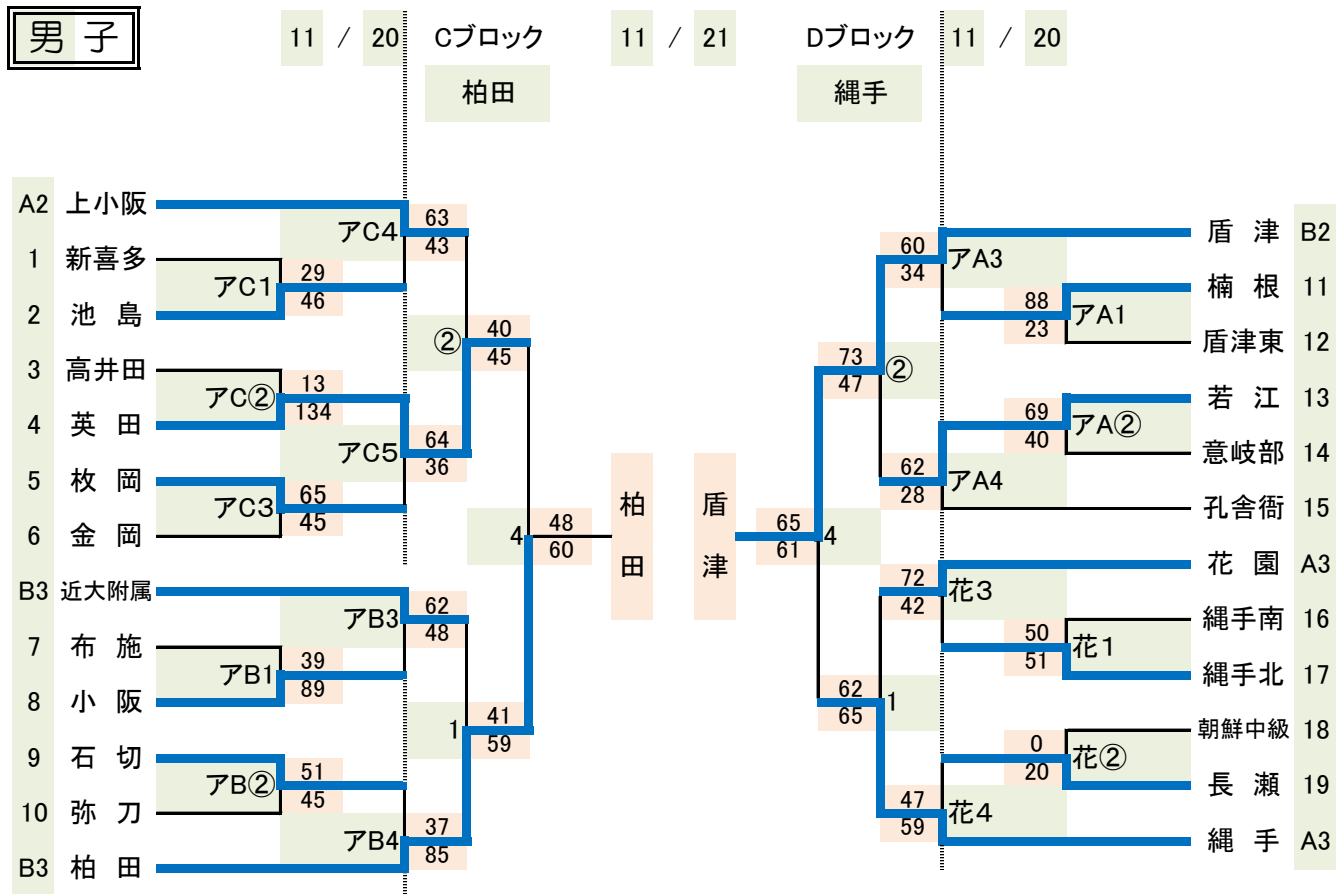 男 子 11 / 20 Cブロック 11 / 21 Dブロック 11 / 20
柏田 縄手
A2 上小阪
アC4 63
43
1 新喜多
アC1 29
46
2 池 島
② 40
45
3 高井田
アC② 13
134
4 英 田
アC5 64
36
5 枚 岡
アC3 65
45
6 金 岡
4 48
60
柏田
B3 近大附属
アB3 62
48
7 布 施
アB1 39
89
8 小 阪
1 41
59
9 石 切
アB② 51
45
10 弥 刀
アB4 37
85
B3 柏 田
盾 津 B2
60
34 アA3
楠 根 11
88
23 アA1
盾津東 12
73
47 ②
若 江 13
69
40 アA②
意岐部 14
62
28 アA4
孔舎衙 15
盾津
65
61 4
花 園 A3
72
42 花3
縄手南 16
50
51 花1
縄手北 17
62
65 1
朝鮮中級 18
0
20 花②
長 瀬 19
47
59 花4
縄 手 A3